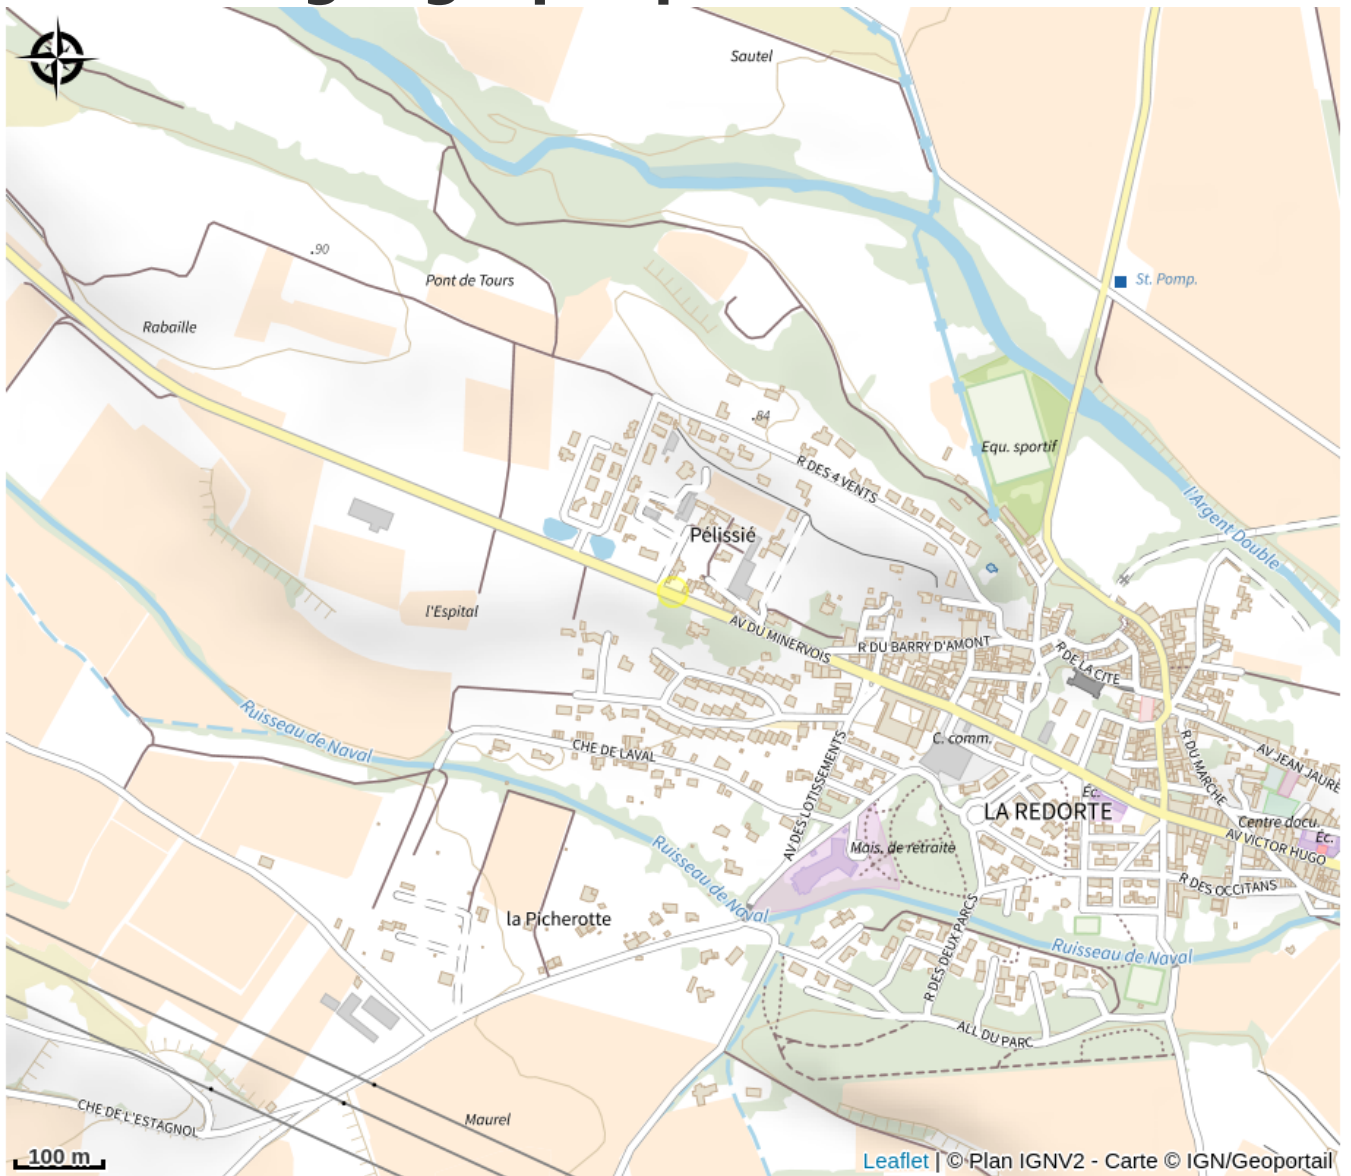 Sautel
St. Pomp.
.90
Pont de Tours
Rabaille
.84
Equ. sportif
R DES 4 VENTS
l'Argent Double
Pélissié
l'Espital
AV DU MINERVOIS
R DU BARRY D'AMONT
R DE LA CITE
Ruisseau de Naval
C. comm.
CHE DE LAVAL
AV DES LOTISSEMENTS
R DU MARCHE
AV JEAN JAURE
Éc.
LA REDORTE
Centre docu.
Éc.
AV VICTOR HUGO
Mais. de retraite
Ruisseau de Naval
R DES OCCITANS
la Picherotte
R DES DEUX PARCS
Ruisseau de Naval
ALL DU PARC
CHE DE L'ESTAGNOL
Maurel
100 m
Leaflet | © Plan IGNV2 - Carte © IGN/Geoportail